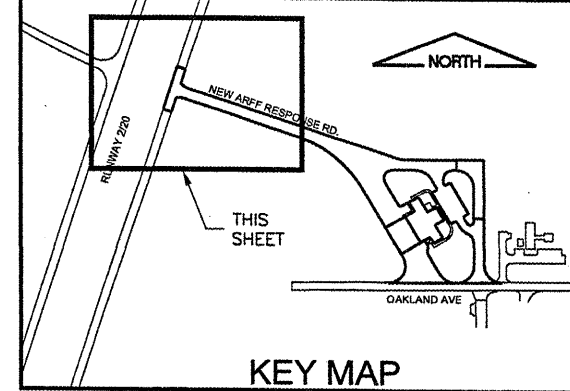 NORTH
NEW ARFF RESPONSE RD.
RUNWAY 2/20
THIS
SHEET
OAKLAND AVE
KEY MAP